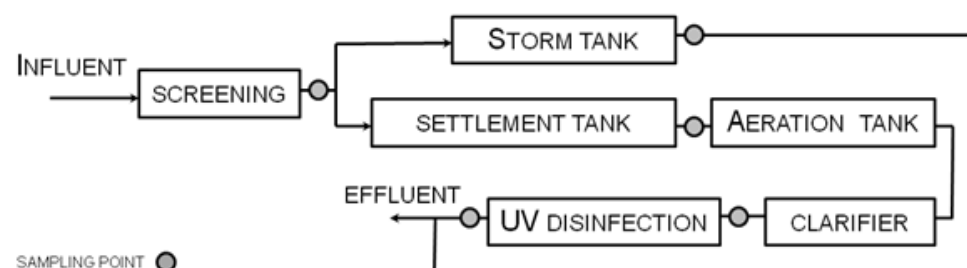 STORM TANK
INFLUENT
SCREENING
SETTLEMENT TANK
AERATION TANK
EFFLUENT
UV DISINFECTION
CLARIFIER
SAMPLING POINT